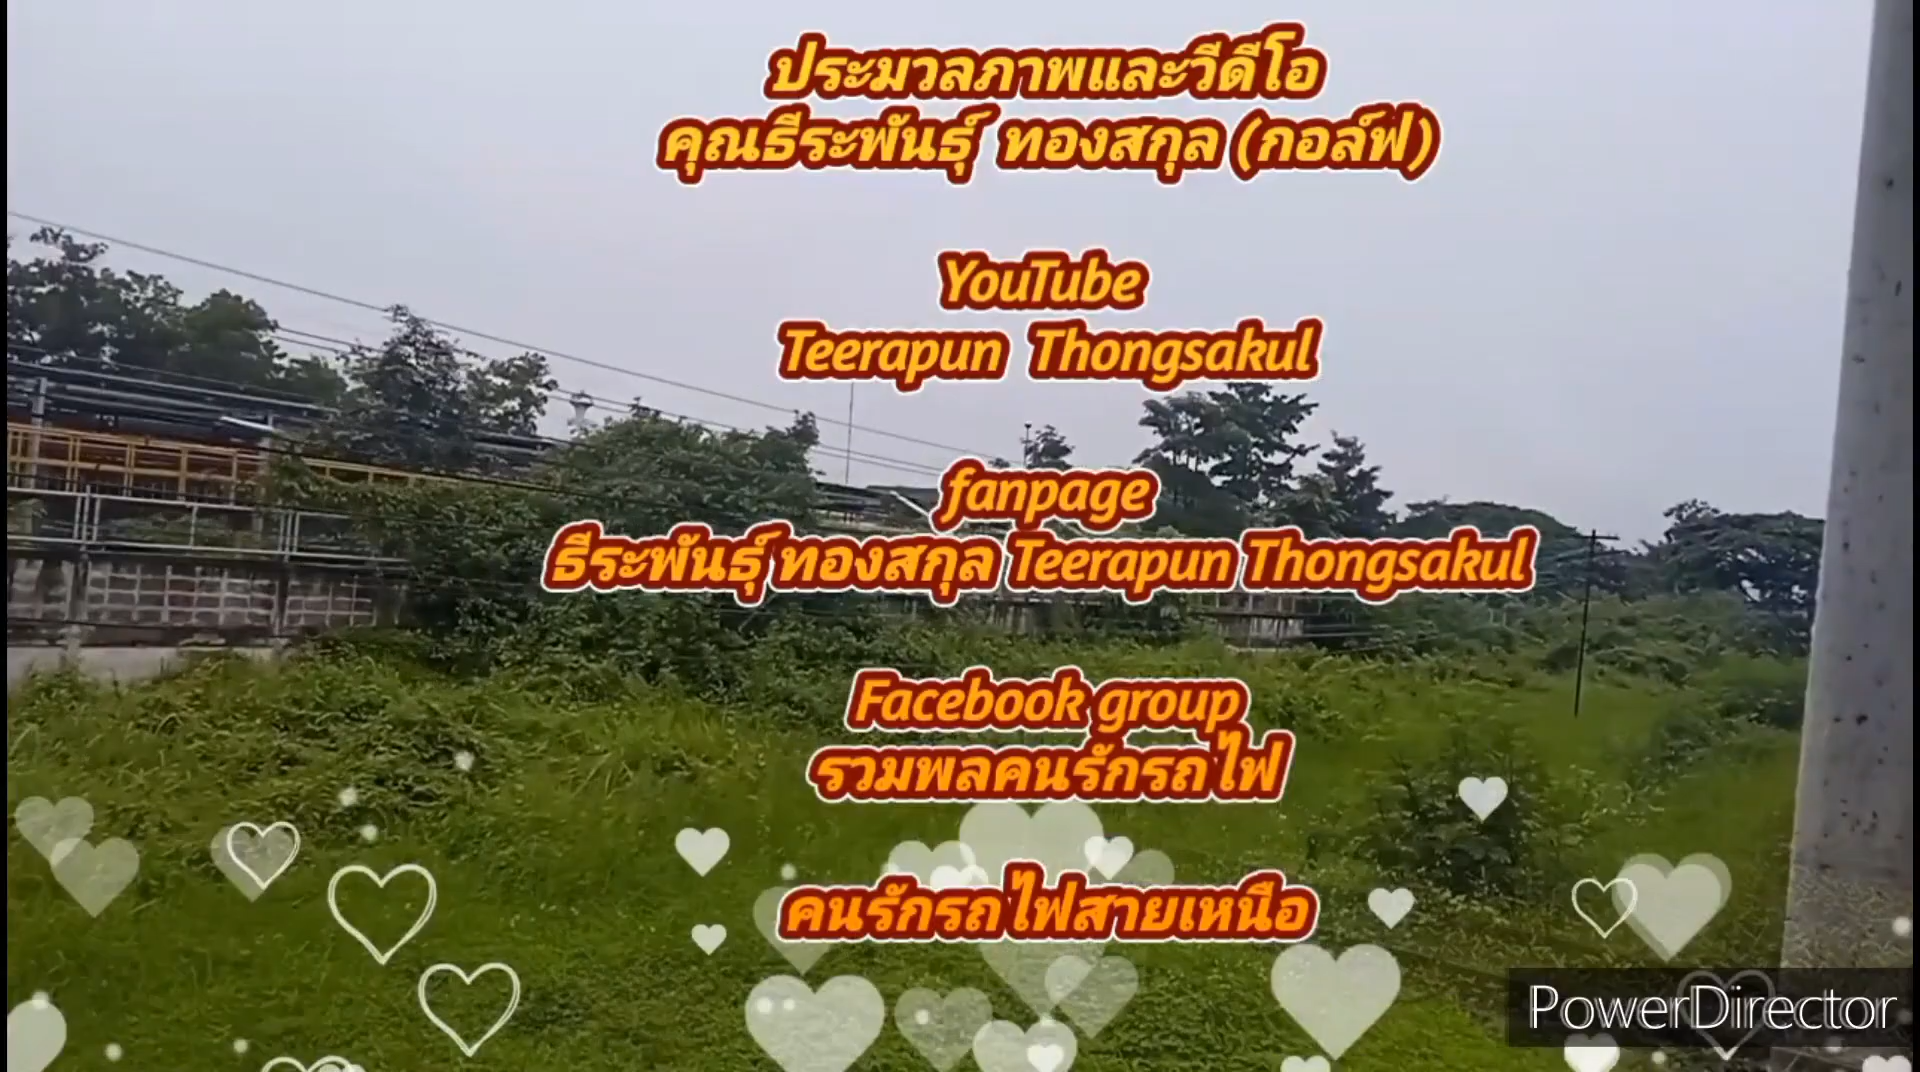 ประมวลภาพและวีดีโอ
คุณธีระพันธุ์ ทองสกุล (กอล์ฟ)
YouTube
Teerapun Thongsakul
fanpage
ธีระพันธุ์ ทองสกุล Teerapun Thongsakul
Facebook group
รวมพลคนรักรถไฟ
คนรักรถไฟสายเหนือ
PowerDirector